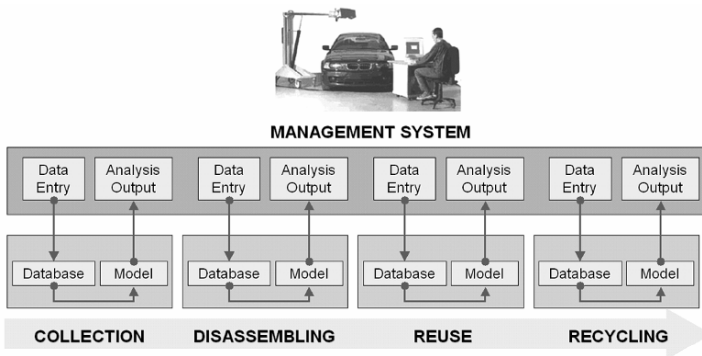 MANAGEMENT SYSTEM
Data Entry
Analysis Output
Data Entry
Analysis Output
Data Entry
Analysis Output
Data Entry
Analysis Output
Database
Model
Database
Model
Database
Model
Database
Model
COLLECTION
DISASSEMBLING
REUSE
RECYCLING